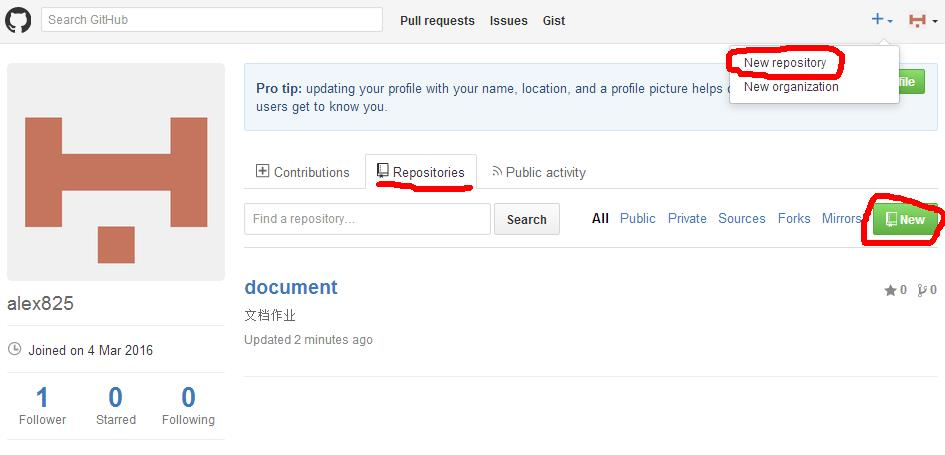 Search GitHub
Pull requests Issues Gist
New repository
New organization
Pro tip: updating your profile with your name, location, and a profile picture helps
users get to know you.
file
Contributions Repositories Public activity
Find a repository... Search All Public Private Sources Forks Mirrors New
document
文档作业
Updated 2 minutes ago
0 0
alex825
Joined on 4 Mar 2016
1 0 0
Follower Starred Following